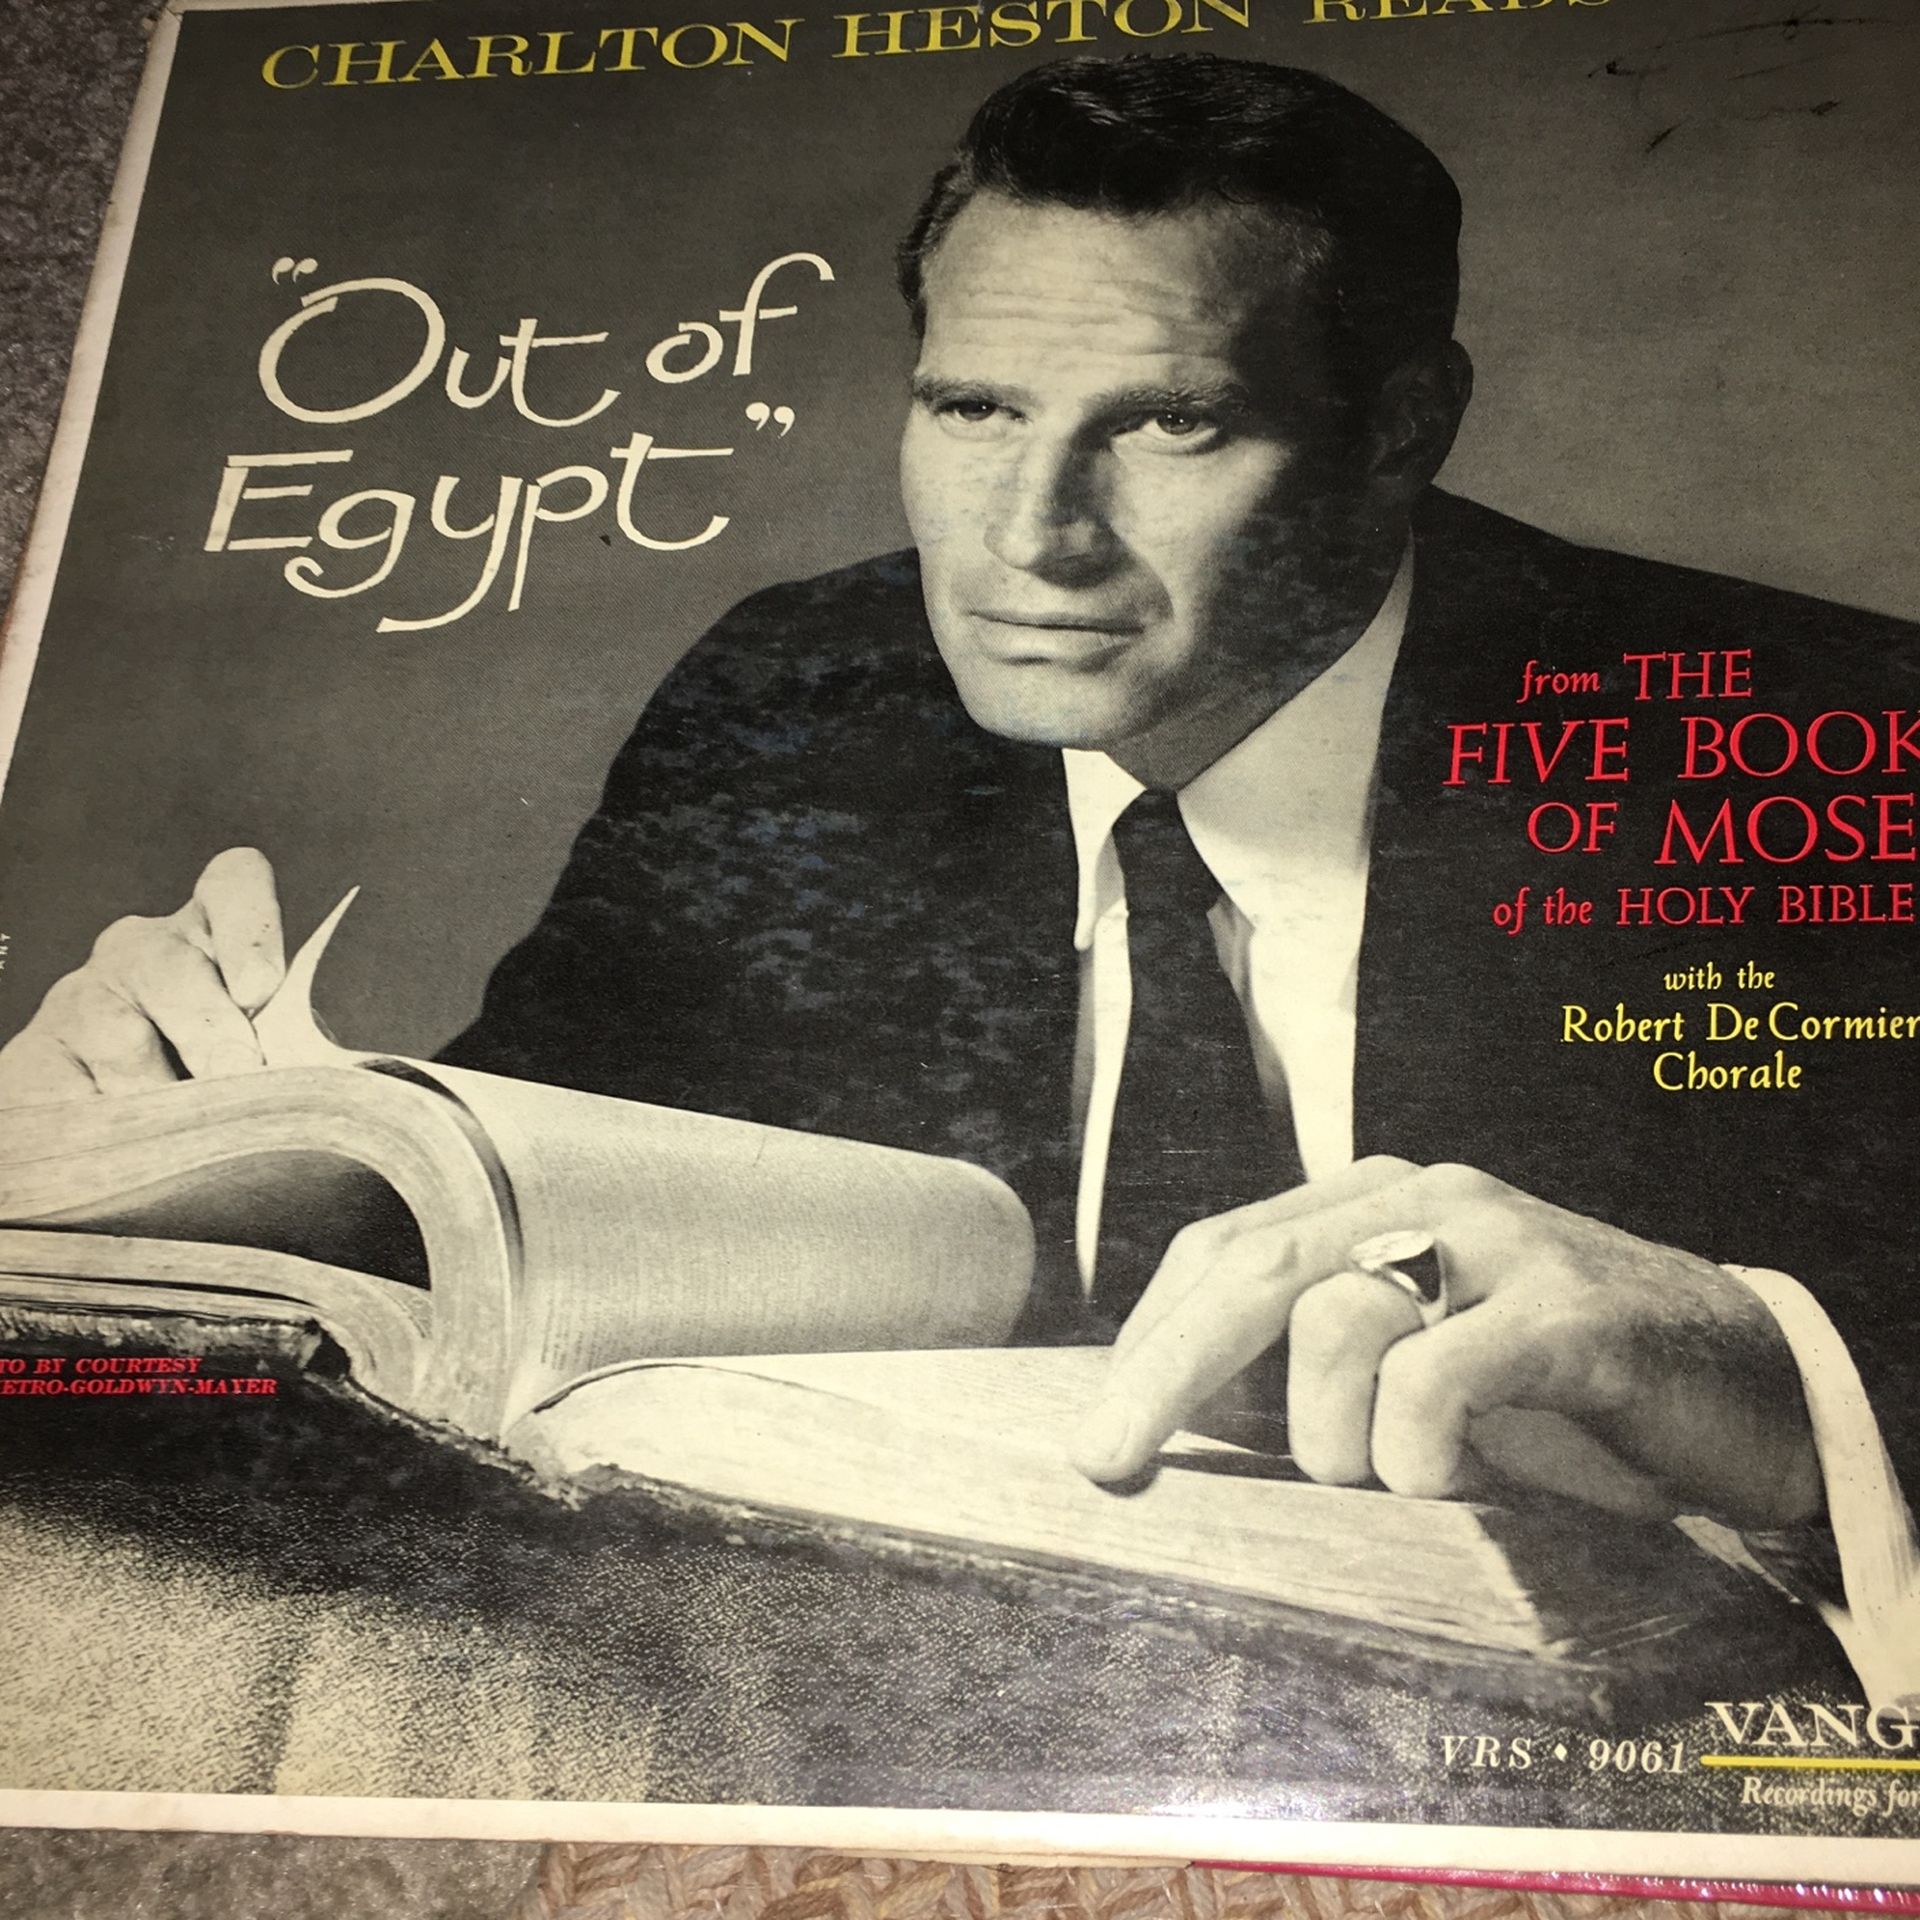 CHARLTON HESTON READS
“Out of
Egypt”
from THE
FIVE BOOK
OF MOSE
of the HOLY BIBLE
with the
Robert De Cormier
Chorale
TO BY COURTESY
ETRO-GOLDWYN-MAYER
VRS • 9061
VANG
Recordings for